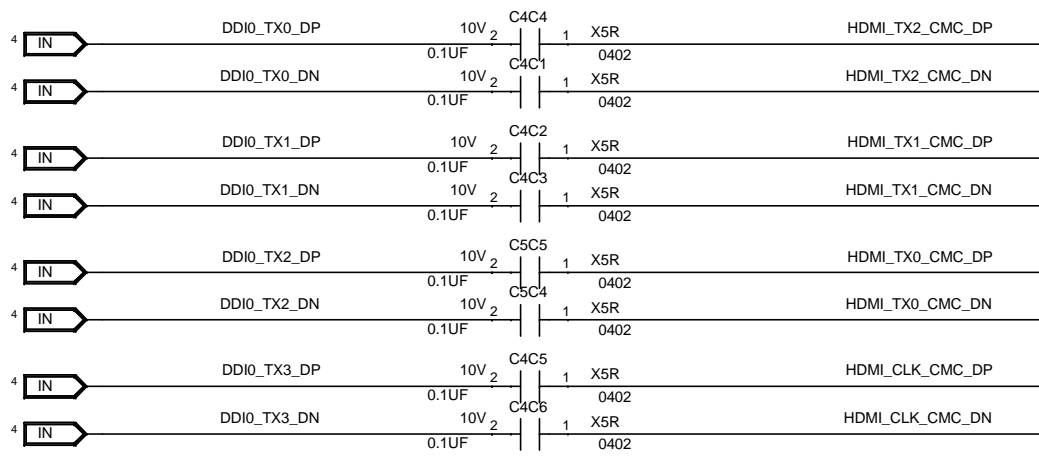 C4C4
4 IN DDI0_TX0_DP 10V 2 1 X5R HDMI_TX2_CMC_DP
0.1UF 0402
C4C1
4 IN DDI0_TX0_DN 10V 2 1 X5R HDMI_TX2_CMC_DN
0.1UF 0402
C4C2
4 IN DDI0_TX1_DP 10V 2 1 X5R HDMI_TX1_CMC_DP
0.1UF 0402
C4C3
4 IN DDI0_TX1_DN 10V 2 1 X5R HDMI_TX1_CMC_DN
0.1UF 0402
C5C5
4 IN DDI0_TX2_DP 10V 2 1 X5R HDMI_TX0_CMC_DP
0.1UF 0402
C5C4
4 IN DDI0_TX2_DN 10V 2 1 X5R HDMI_TX0_CMC_DN
0.1UF 0402
C4C5
4 IN DDI0_TX3_DP 10V 2 1 X5R HDMI_CLK_CMC_DP
0.1UF 0402
C4C6
4 IN DDI0_TX3_DN 10V 2 1 X5R HDMI_CLK_CMC_DN
0.1UF 0402